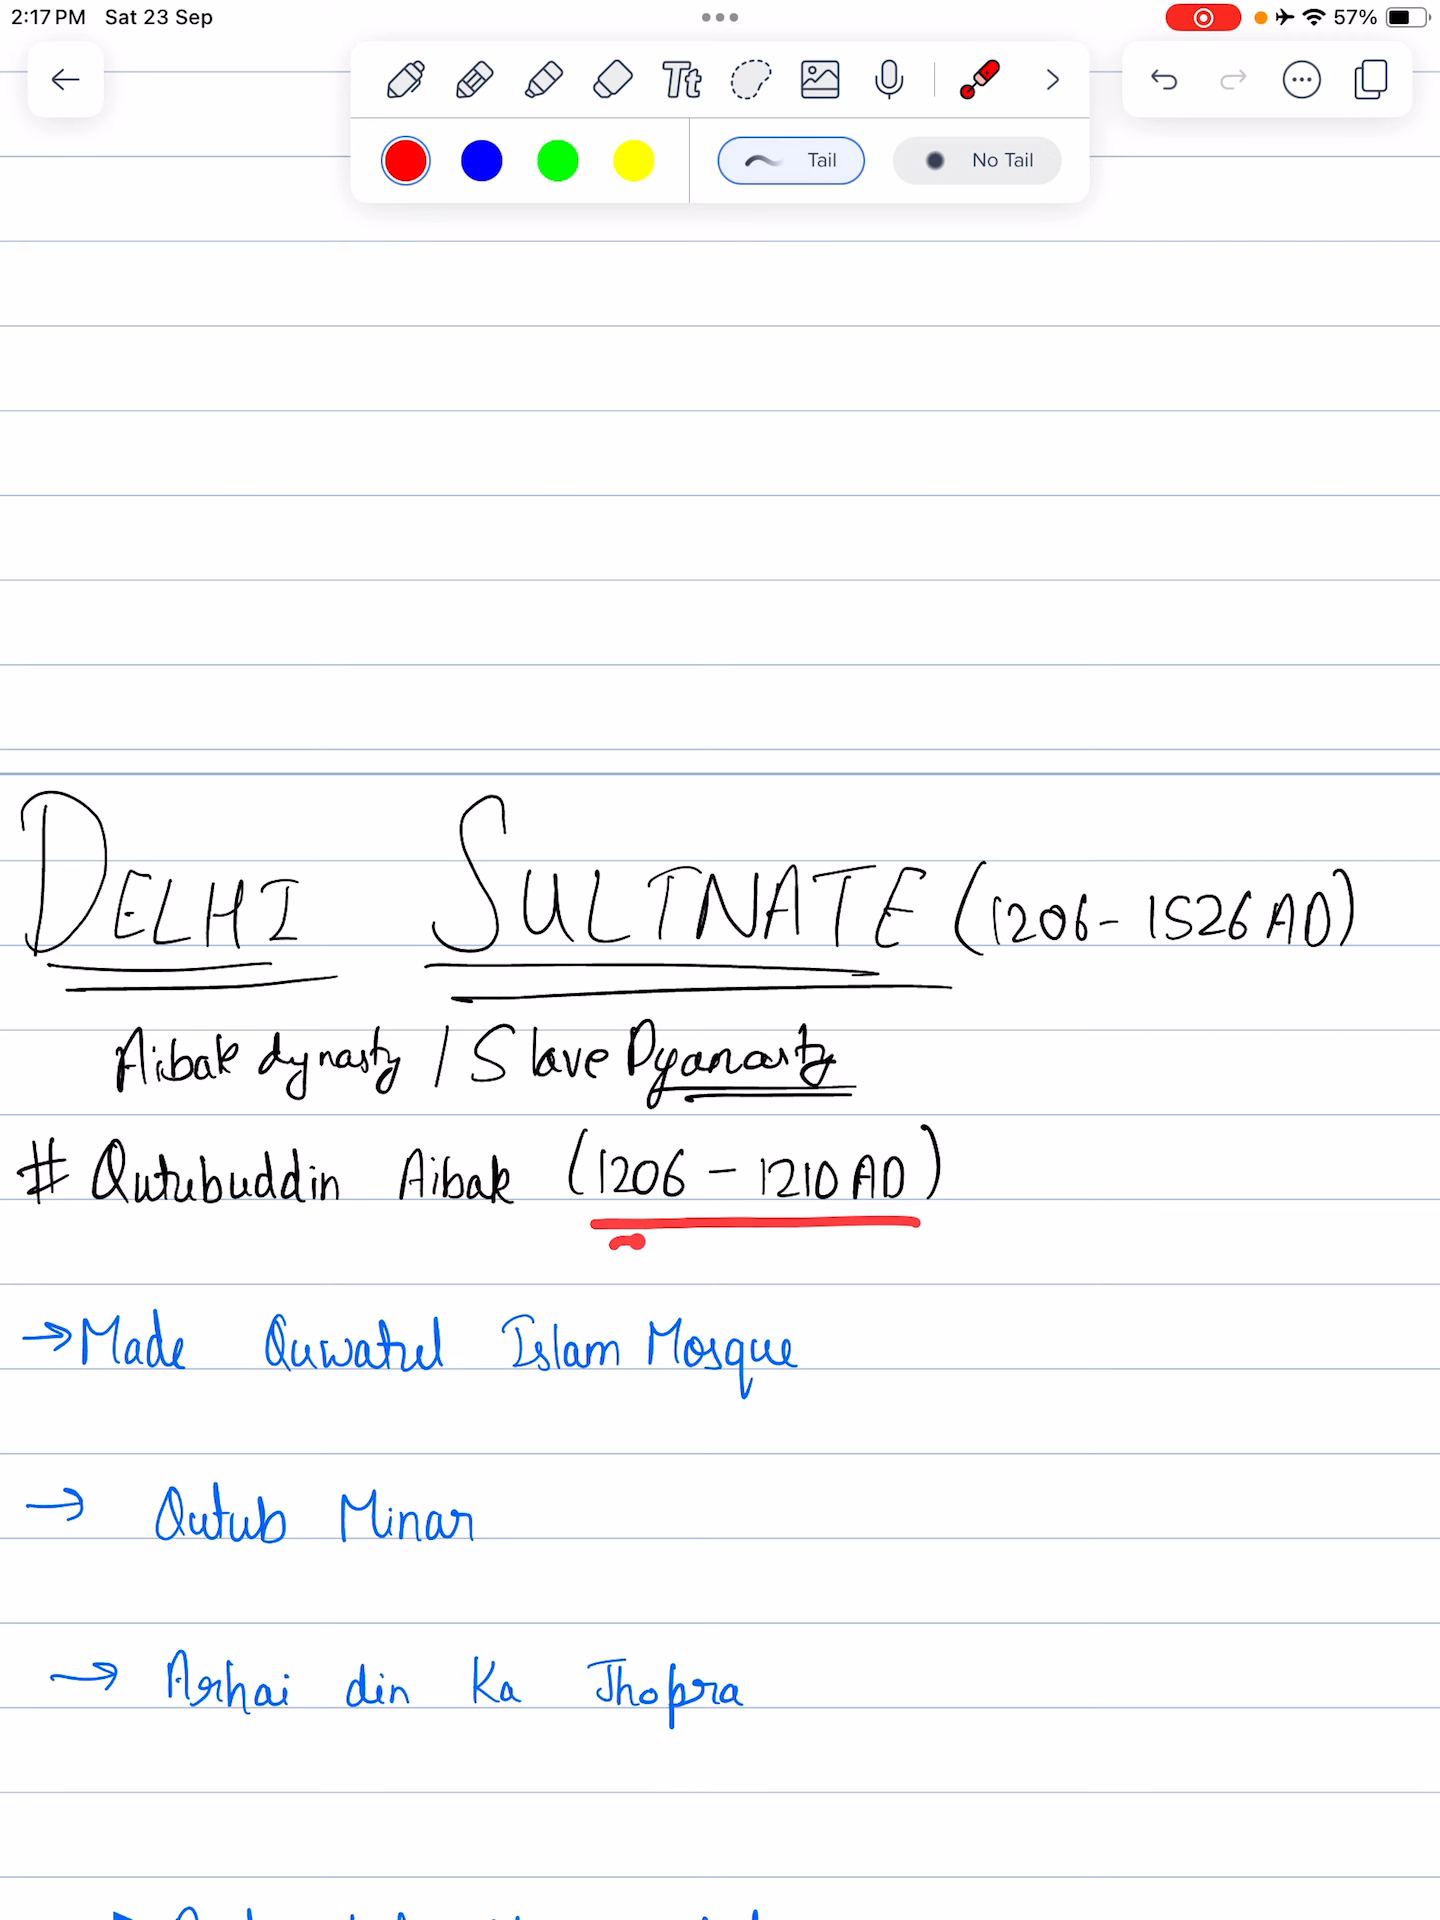 2:17 PM Sat 23 Sep 57%
Tt
Tail No Tail
DELHI SULTNATE (1206 - 1526 AD)
Aibak dynasty / Slave Dyanasty
# Qutubuddin Aibak (1206 - 1210 AD)
→ Made Quwatul Islam Mosque
→ Qutub Minar
→ Arhai din Ka Jhopra